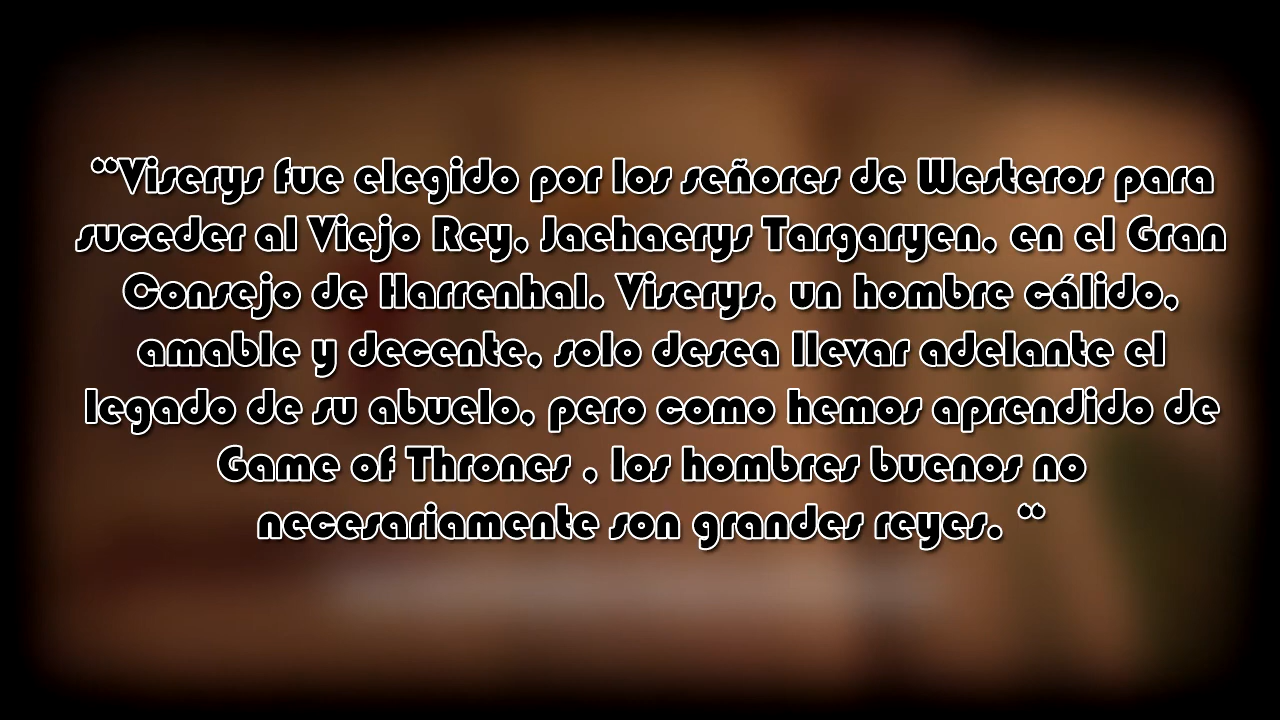 “Viserys fue elegido por los señores de Westeros para
suceder al Viejo Rey, Jaehaerys Targaryen, en el Gran
Consejo de Harrenhal. Viserys, un hombre cálido,
amable y decente, solo desea llevar adelante el
legado de su abuelo, pero como hemos aprendido de
Game of Thrones , los hombres buenos no
necesariamente son grandes reyes. “